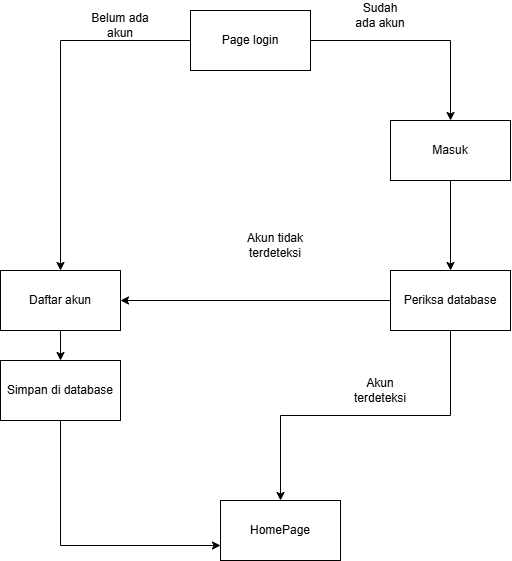 Belum ada
akun
Page login
Sudah
ada akun
Masuk
Akun tidak
terdeteksi
Daftar akun
Periksa database
Simpan di database
Akun
terdeteksi
HomePage